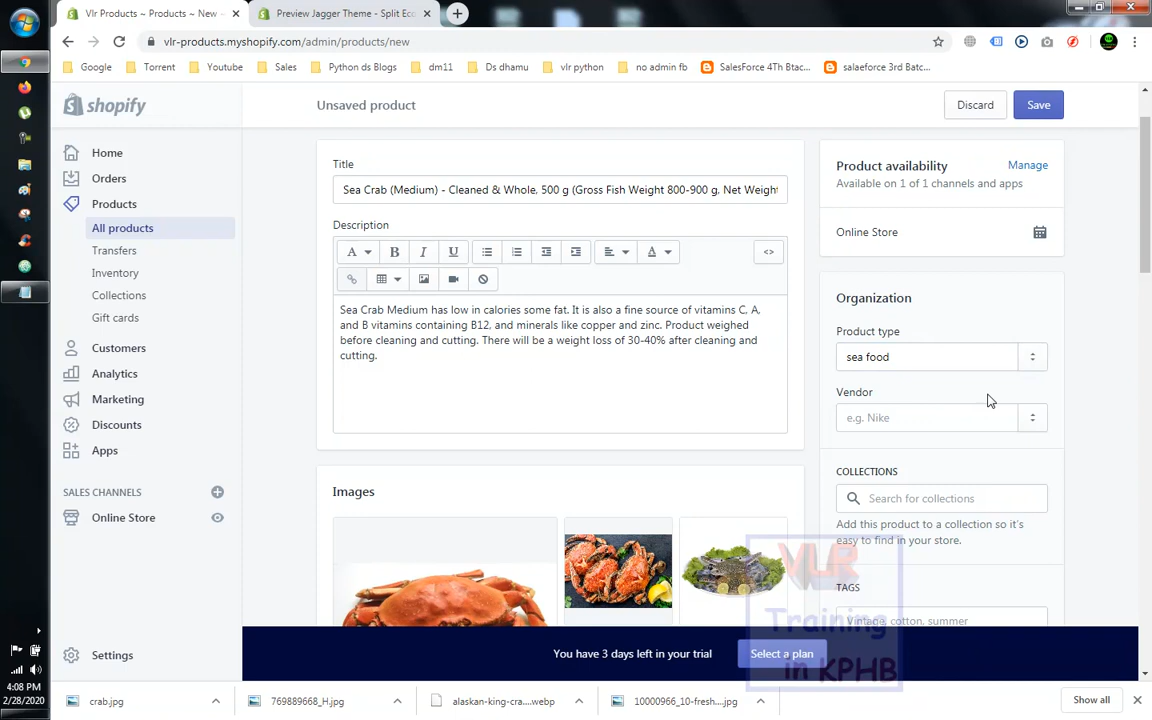 Vlr Products ~ Products ~ New
Preview Jagger Theme - Split Ec
vlr-products.myshopify.com/admin/products/new
Google
Torrent
Youtube
Sales
Python ds Blogs
dm11
Ds dhamu
vlr python
no admin fb
SalesForce 4Th Btac...
salaeforce 3rd Batc...
shopify
Unsaved product
Discard
Save
Home
Orders
Products
All products
Transfers
Inventory
Collections
Gift cards
Customers
Analytics
Marketing
Discounts
Apps
SALES CHANNELS
Online Store
Settings
Title
Sea Crab (Medium) - Cleaned & Whole, 500 g (Gross Fish Weight 800-900 g, Net Weight
Description
A
B
I
U
A
<>
Sea Crab Medium has low in calories some fat. It is also a fine source of vitamins C, A,
and B vitamins containing B12, and minerals like copper and zinc. Product weighed
before cleaning and cutting. There will be a weight loss of 30-40% after cleaning and
cutting.
Images
Product availability
Manage
Available on 1 of 1 channels and apps
Online Store
Organization
Product type
sea food
Vendor
e.g. Nike
COLLECTIONS
Search for collections
Add this product to a collection so it's
easy to find in your store.
TAGS
Vintage, cotton, summer
VLR
Training
in KPHB
You have 3 days left in your trial
Select a plan
4:08 PM
2/28/2020
crab.jpg
769889668_H.jpg
alaskan-king-cra....webp
10000966_10-fresh....jpg
Show all